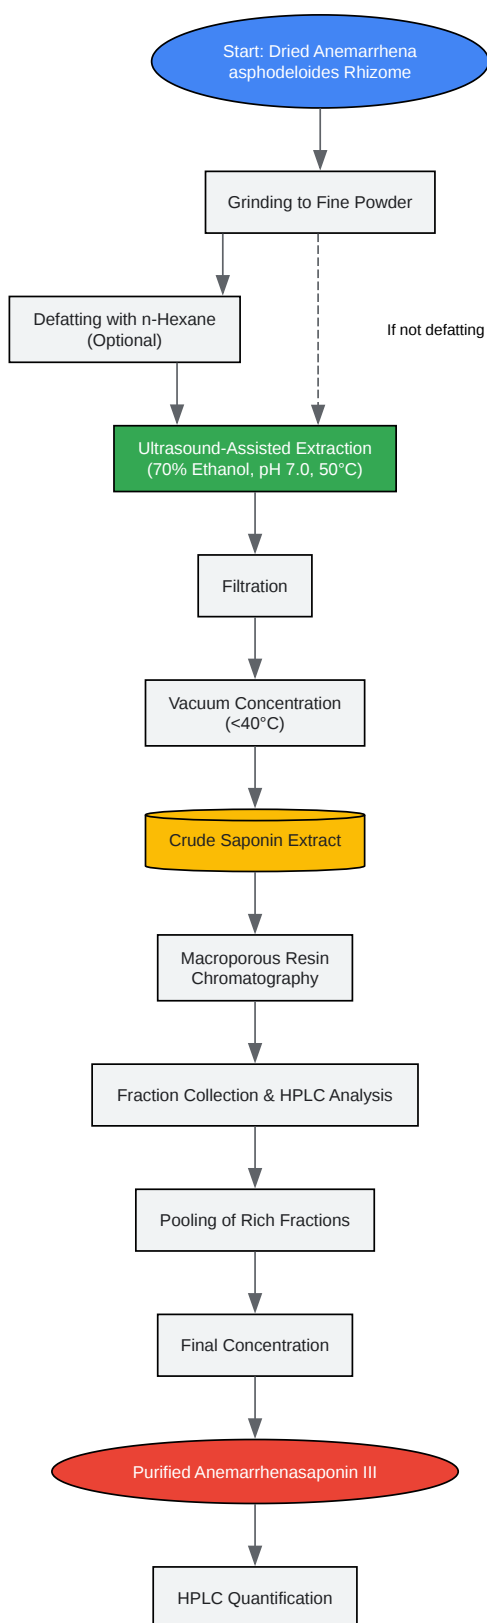 Start: Dried Anemarrhena
asphodeloides Rhizome
Grinding to Fine Powder
Defatting with n-Hexane
(Optional)
If not defatting
Ultrasound-Assisted Extraction
(70% Ethanol, pH 7.0, 50°C)
Filtration
Vacuum Concentration
(<40°C)
Crude Saponin Extract
Macroporous Resin
Chromatography
Fraction Collection & HPLC Analysis
Pooling of Rich Fractions
Final Concentration
Purified Anemarrhenasaponin III
HPLC Quantification